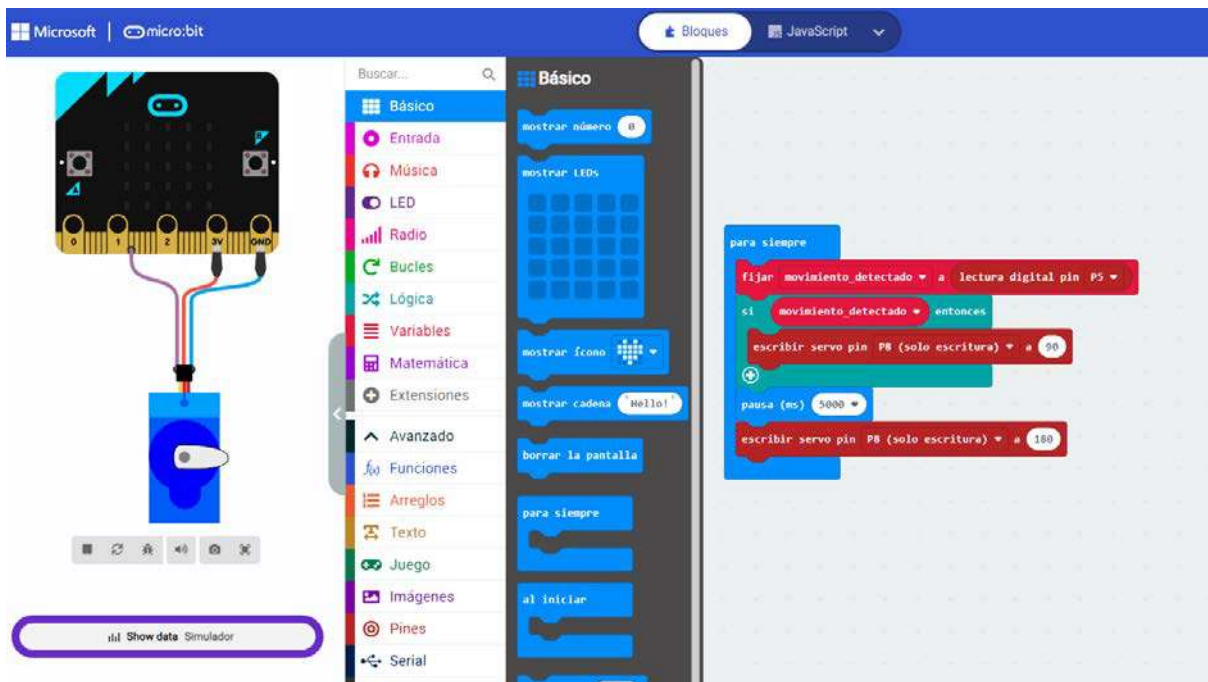 Microsoft micro:bit
Bloques JavaScript
A B
0 1 2 3V GND
Show data Simulador
Buscar...
Básico
Entrada
Música
LED
Radio
Bucles
Lógica
Variables
Matemática
Extensiones
Avanzado
Funciones
Arreglos
Texto
Juego
Imágenes
Pines
Serial
Básico
mostrar número 0
mostrar LEDs
mostrar ícono
mostrar cadena "Hello!"
borrar la pantalla
para siempre
al iniciar
para siempre
fijar movimiento_detectado a lectura digital pin P5
si movimiento_detectado entonces
escribir servo pin P8 (solo escritura) a 90
pausa (ms) 5000
escribir servo pin P8 (solo escritura) a 180